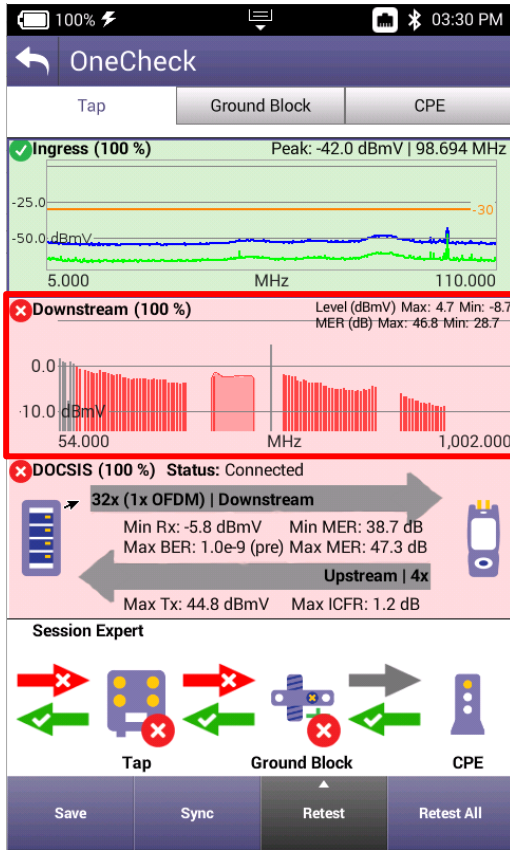 100% 03:30 PM
OneCheck
Tap Ground Block CPE
Ingress (100 %) Peak: -42.0 dBmV | 98.694 MHz
-25.0
-30
-50.0 dBmV
5.000 MHz 110.000
Downstream (100 %) Level (dBmV) Max: 4.7 Min: -8.7
MER (dB) Max: 46.8 Min: 28.7
0.0
-10.0 dBmV
54.000 MHz 1,002.000
DOCSIS (100 %) Status: Connected
32x (1x OFDM) | Downstream
Min Rx: -5.8 dBmV Min MER: 38.7 dB
Max BER: 1.0e-9 (pre) Max MER: 47.3 dB
Upstream | 4x
Max Tx: 44.8 dBmV Max ICFR: 1.2 dB
Session Expert
Tap Ground Block CPE
Save Sync Retest Retest All